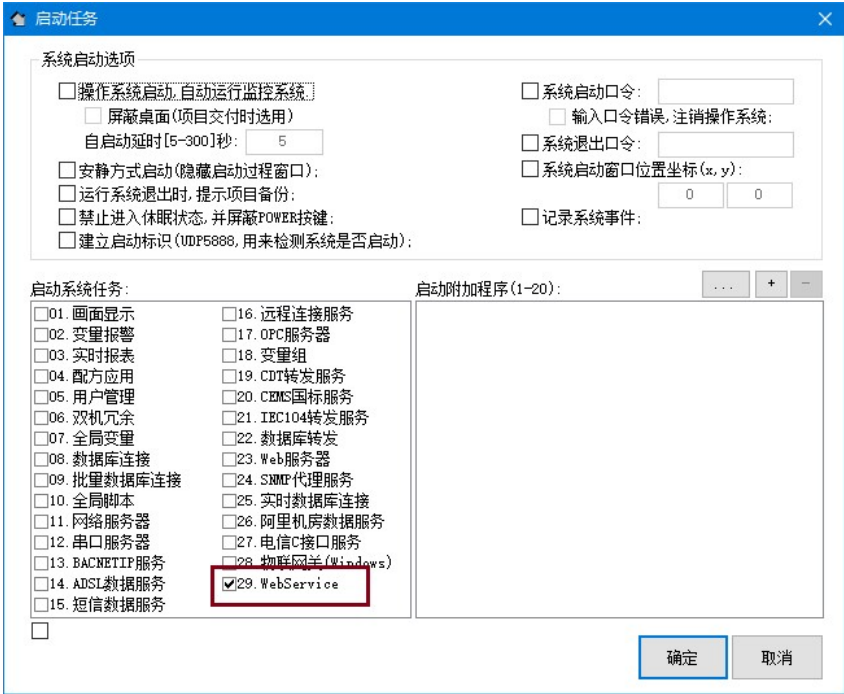 启动任务
系统启动选项
操作系统启动,自动运行监控系统.
屏蔽桌面(项目交付时选用)
自启动延时[5-300]秒: 5
安静方式启动(隐藏启动过程窗口);
运行系统退出时,提示项目备份;
禁止进入休眠状态,并屏蔽POWER按键;
建立启动标识(UDP5888,用来检测系统是否启动);
系统启动口令:
输入口令错误,注销操作系统;
系统退出口令:
系统启动窗口位置坐标(x,y):
0 0
记录系统事件;
启动系统任务:
01.画面显示
02.变量报警
03.实时报表
04.配方应用
05.用户管理
06.双机冗余
07.全局变量
08.数据库连接
09.批量数据库连接
10.全局脚本
11.网络服务器
12.串口服务器
13.BACNETIP服务
14.ADSL数据服务
15.短信数据服务
16.远程连接服务
17.OPC服务器
18.变量组
19.CDT转发服务
20.CEMS国标服务
21.IEC104转发服务
22.数据库转发
23.Web服务器
24.SNMP代理服务
25.实时数据库连接
26.阿里机房数据服务
27.电信C接口服务
28.物联网关(Windows)
29.WebService
启动附加程序(1-20):
... + −
确定 取消